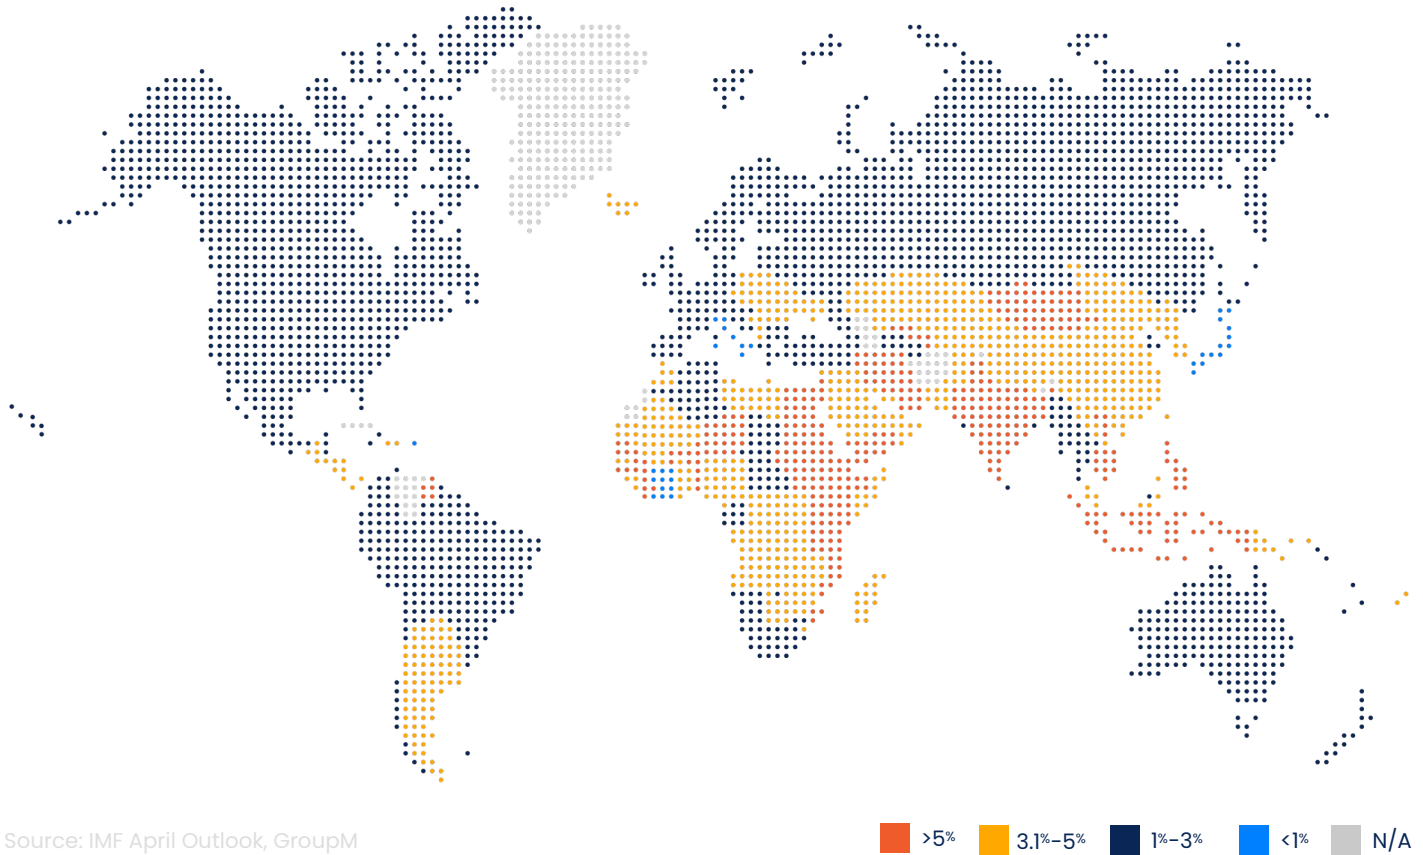 Source: IMF April Outlook, GroupM
>5% 3.1%-5% 1%-3% <1% N/A